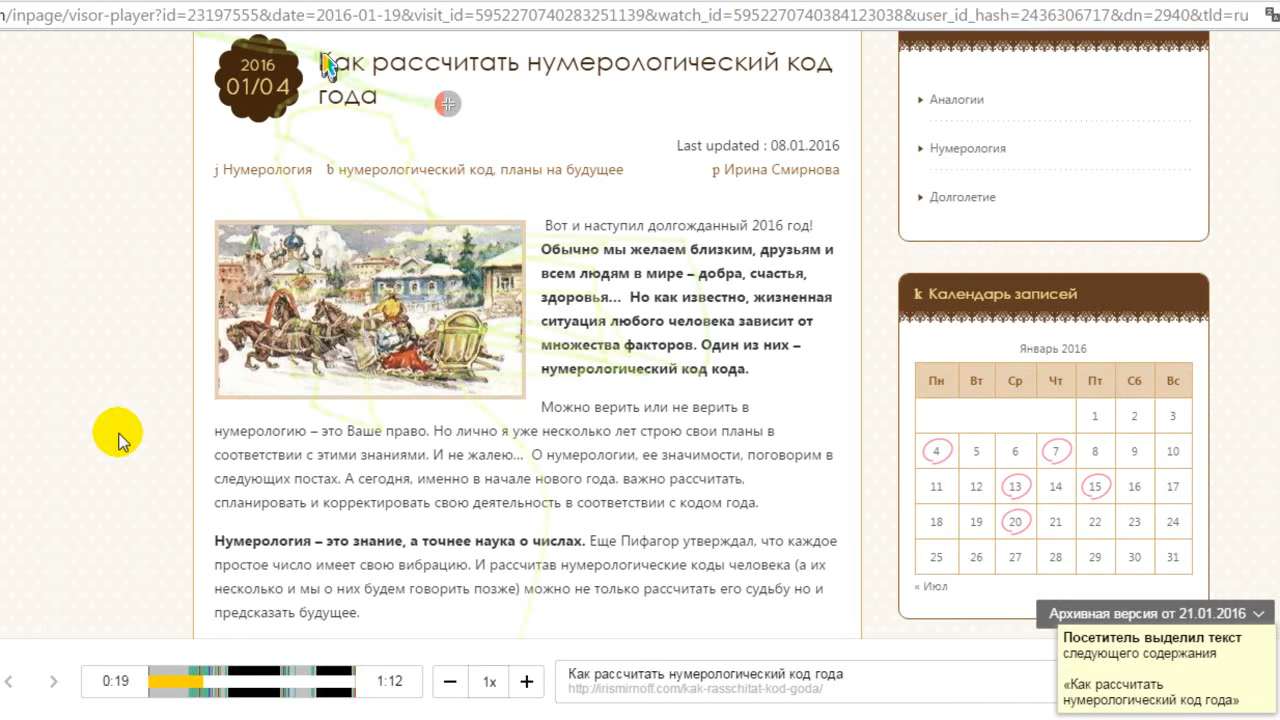 /inpage/visor-player?id=23197555&date=2016-01-19&visit_id=5952270740283251139&watch_id=5952270740384123038&user_id_hash=2436306717&dn=2940&tld=ru
2016
01/04
Как рассчитать нумерологический код
года
Last updated : 08.01.2016
j Нумерология b нумерологический код, планы на будущее p Ирина Смирнова
Вот и наступил долгожданный 2016 год!
Обычно мы желаем близким, друзьям и
всем людям в мире – добра, счастья,
здоровья... Но как известно, жизненная
ситуация любого человека зависит от
множества факторов. Один из них –
нумерологический код кода.
Можно верить или не верить в
нумерологию – это Ваше право. Но лично я уже несколько лет строю свои планы в
соответствии с этими знаниями. И не жалею... О нумерологии, ее значимости, поговорим в
следующих постах. А сегодня, именно в начале нового года, важно рассчитать,
спланировать и корректировать свою деятельность в соответствии с кодом года.
Нумерология – это знание, а точнее наука о числах. Еще Пифагор утверждал, что каждое
простое число имеет свою вибрацию. И рассчитав нумерологические коды человека (а их
несколько и мы о них будем говорить позже) можно не только рассчитать его судьбу но и
предсказать будущее.
Аналогии
Нумерология
Долголетие
k Календарь записей
Январь 2016
Пн Вт Ср Чт Пт Сб Вс
1 2 3
4 5 6 7 8 9 10
11 12 13 14 15 16 17
18 19 20 21 22 23 24
25 26 27 28 29 30 31
« Июл
Архивная версия от 21.01.2016
Посетитель выделил текст
следующего содержания
«Как рассчитать
нумерологический код года»
0:19
1:12
1x
Как рассчитать нумерологический код года
http://irismirnoff.com/kak-rasschitat-kod-goda/